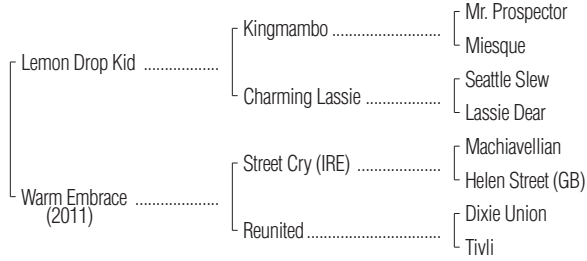 Mr. Prospector
Kingmambo
Miesque
Lemon Drop Kid
Seattle Slew
Charming Lassie
Lassie Dear
Machiavellian
Street Cry (IRE)
Helen Street (GB)
Warm Embrace
(2011)
Dixie Union
Reunited
Tivli